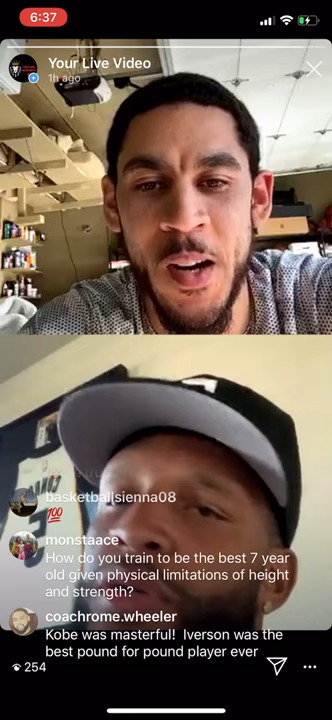 6:37
Your Live Video
1h ago
basketballsienna08
💯
monstaace
How do you train to be the best 7 year
old given physical limitations of height
and strength?
coachrome.wheeler
Kobe was masterful! Iverson was the
best pound for pound player ever
254